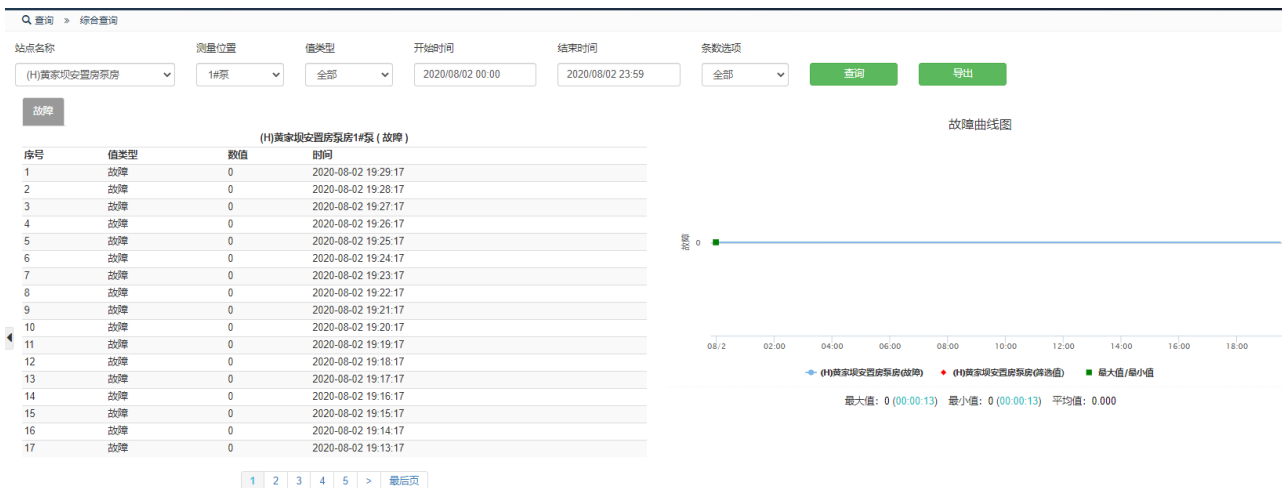 查询 » 综合查询
站点名称 测量位置 值类型 开始时间 结束时间 条数选项
(H)黄家坝安置房泵房 1#泵 全部 2020/08/02 00:00 2020/08/02 23:59 全部 查询 导出
故障
(H)黄家坝安置房泵房1#泵 ( 故障 )
序号 值类型 数值 时间
1 故障 0 2020-08-02 19:29:17
2 故障 0 2020-08-02 19:28:17
3 故障 0 2020-08-02 19:27:17
4 故障 0 2020-08-02 19:26:17
5 故障 0 2020-08-02 19:25:17
6 故障 0 2020-08-02 19:24:17
7 故障 0 2020-08-02 19:23:17
8 故障 0 2020-08-02 19:22:17
9 故障 0 2020-08-02 19:21:17
10 故障 0 2020-08-02 19:20:17
11 故障 0 2020-08-02 19:19:17
12 故障 0 2020-08-02 19:18:17
13 故障 0 2020-08-02 19:17:17
14 故障 0 2020-08-02 19:16:17
15 故障 0 2020-08-02 19:15:17
16 故障 0 2020-08-02 19:14:17
17 故障 0 2020-08-02 19:13:17
1 2 3 4 5 > 最后页
故障曲线图
故障 0
08/2 02:00 04:00 06:00 08:00 10:00 12:00 14:00 16:00 18:00
(H)黄家坝安置房泵房(故障) (H)黄家坝安置房泵房(筛选值) 最大值/最小值
最大值: 0 (00:00:13) 最小值: 0 (00:00:13) 平均值: 0.000